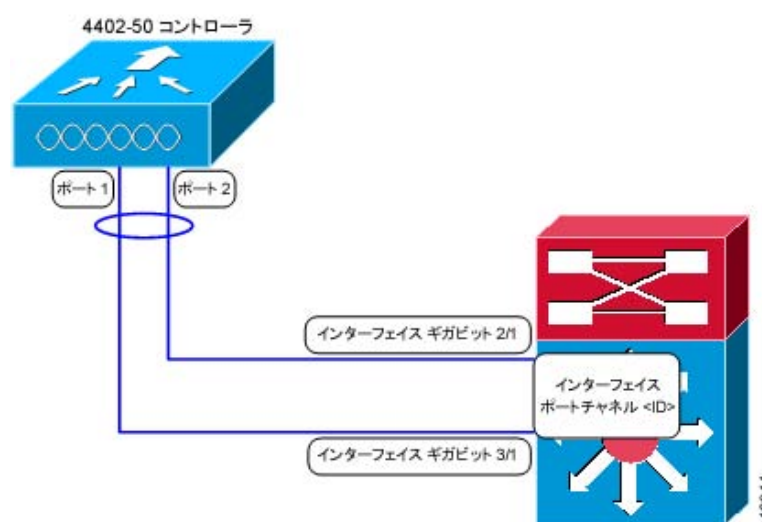 4402-50 コントローラ
ポート 1
ポート 2
インターフェイス ギガビット 2/1
インターフェイス
ポートチャネル <ID>
インターフェイス ギガビット 3/1